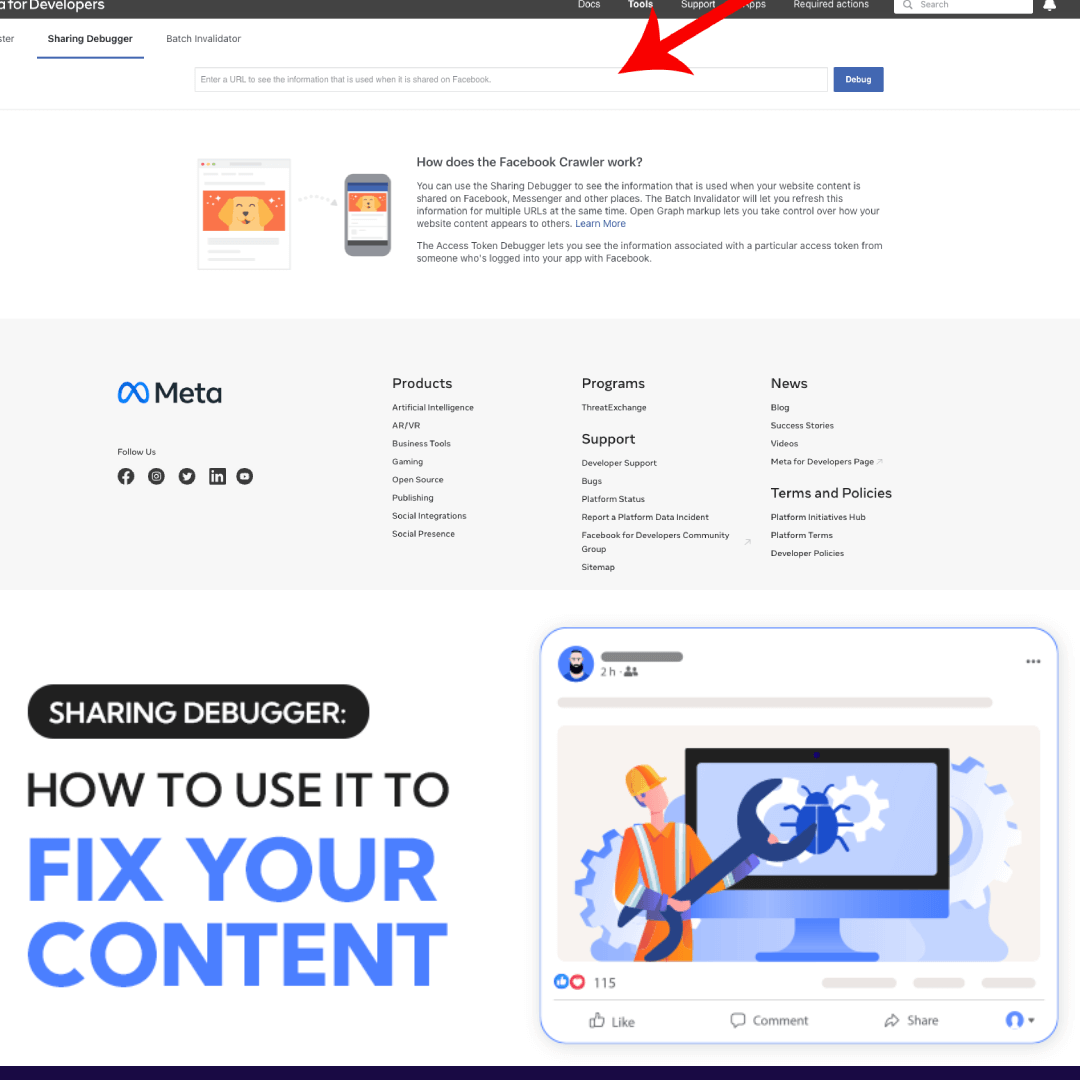 a for Developers
Docs
Tools
Support
Apps
Required actions
Search
ster
Sharing Debugger
Batch Invalidator
Enter a URL to see the information that is used when it is shared on Facebook.
Debug
How does the Facebook Crawler work?
You can use the Sharing Debugger to see the information that is used when your website content is
shared on Facebook, Messenger and other places. The Batch Invalidator will let you refresh this
information for multiple URLs at the same time. Open Graph markup lets you take control over how your
website content appears to others. Learn More
The Access Token Debugger lets you see the information associated with a particular access token from
someone who's logged into your app with Facebook.
Meta
Follow Us
Products
Artificial Intelligence
AR/VR
Business Tools
Gaming
Open Source
Publishing
Social Integrations
Social Presence
Programs
ThreatExchange
Support
Developer Support
Bugs
Platform Status
Report a Platform Data Incident
Facebook for Developers Community
Group
Sitemap
News
Blog
Success Stories
Videos
Meta for Developers Page
Terms and Policies
Platform Initiatives Hub
Platform Terms
Developer Policies
SHARING DEBUGGER:
HOW TO USE IT TO
FIX YOUR
CONTENT
2 h ·
115
Like
Comment
Share